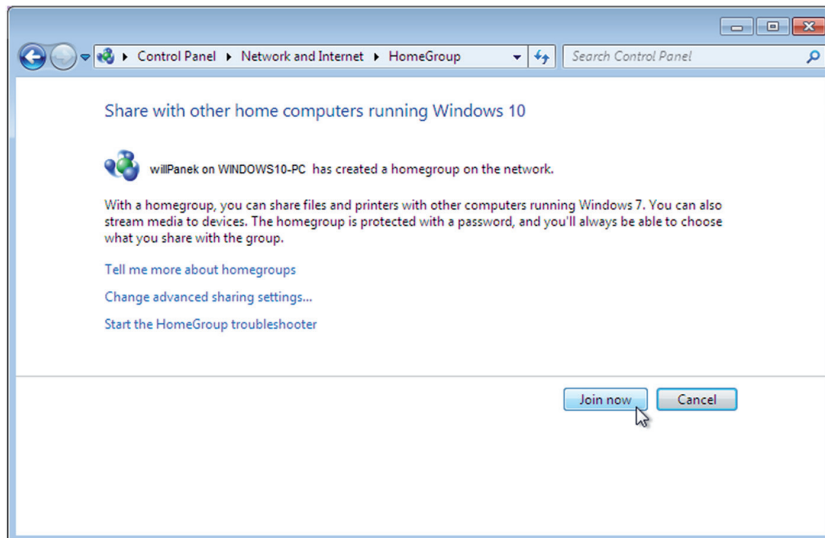 Control Panel Network and Internet HomeGroup Search Control Panel
Share with other home computers running Windows 10
willPanek on WINDOWS10-PC has created a homegroup on the network.
With a homegroup, you can share files and printers with other computers running Windows 7. You can also
stream media to devices. The homegroup is protected with a password, and you'll always be able to choose
what you share with the group.
Tell me more about homegroups
Change advanced sharing settings...
Start the HomeGroup troubleshooter
Join now Cancel